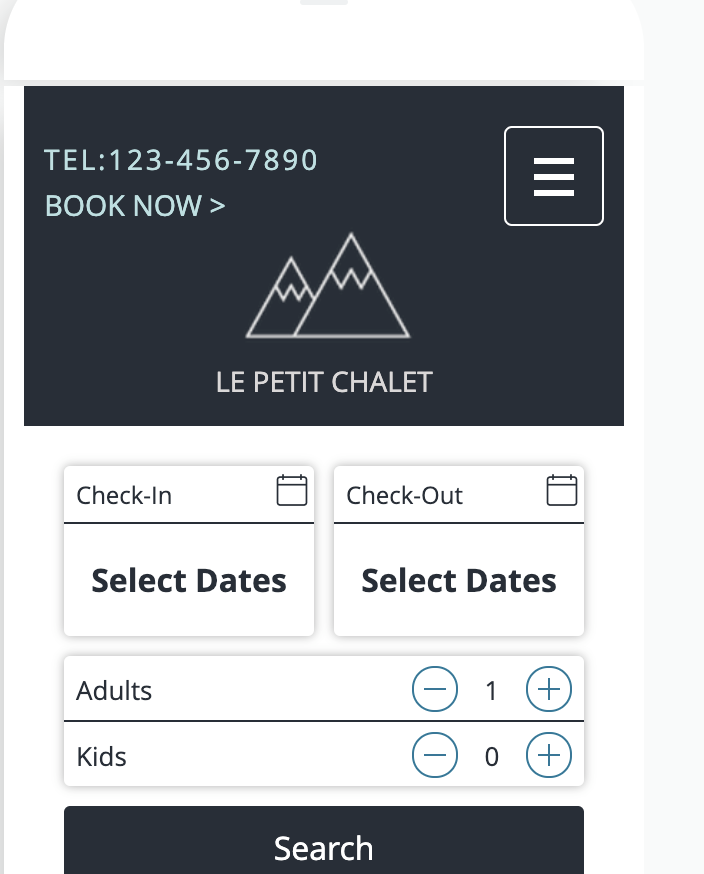 TEL:123-456-7890
BOOK NOW >
LE PETIT CHALET
Check-In
Check-Out
Select Dates
Select Dates
Adults
1
Kids
0
Search